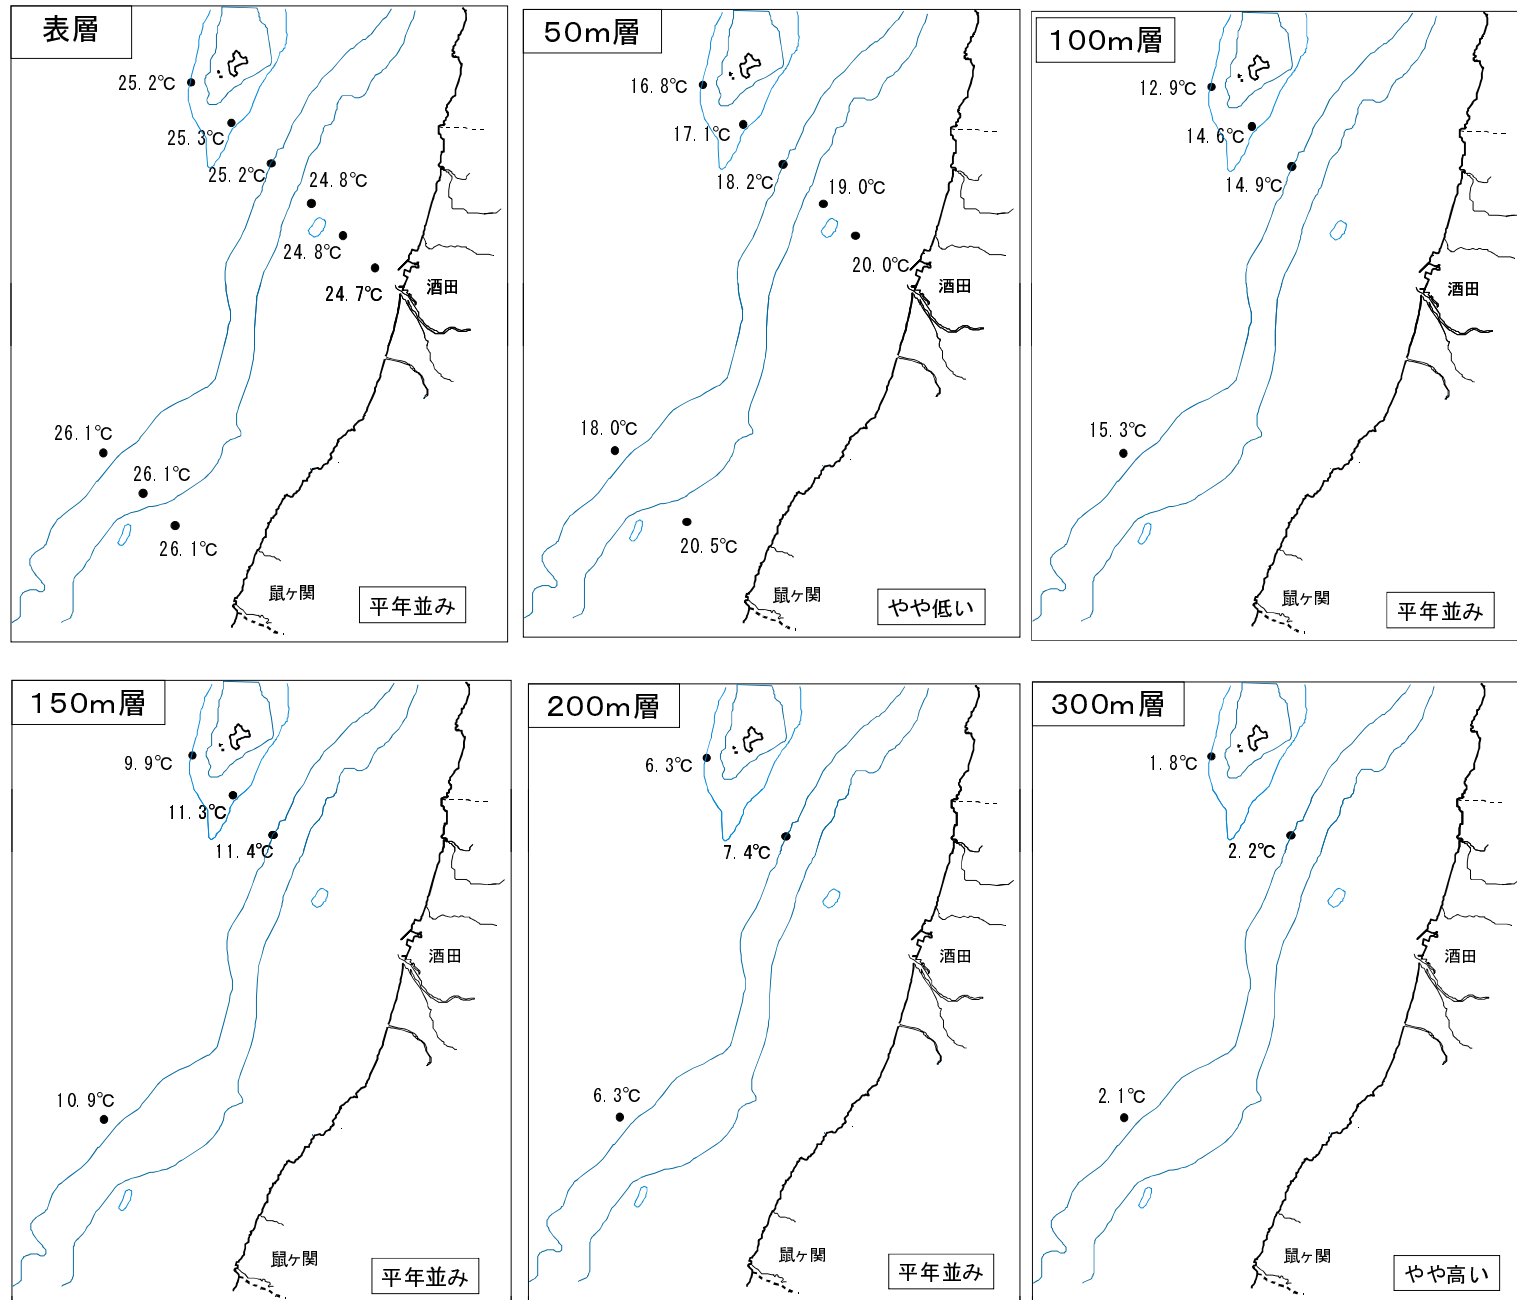 表層
25.2℃
25.3℃
25.2℃
24.8℃
24.8℃
24.7℃
酒田
26.1℃
26.1℃
26.1℃
鼠ヶ関
平年並み
50m層
16.8℃
17.1℃
18.2℃
19.0℃
20.0℃
酒田
18.0℃
20.5℃
鼠ヶ関
やや低い
100m層
12.9℃
14.6℃
14.9℃
酒田
15.3℃
鼠ヶ関
平年並み
150m層
9.9℃
11.3℃
11.4℃
酒田
10.9℃
鼠ヶ関
平年並み
200m層
6.3℃
7.4℃
酒田
6.3℃
鼠ヶ関
平年並み
300m層
1.8℃
2.2℃
酒田
2.1℃
鼠ヶ関
やや高い